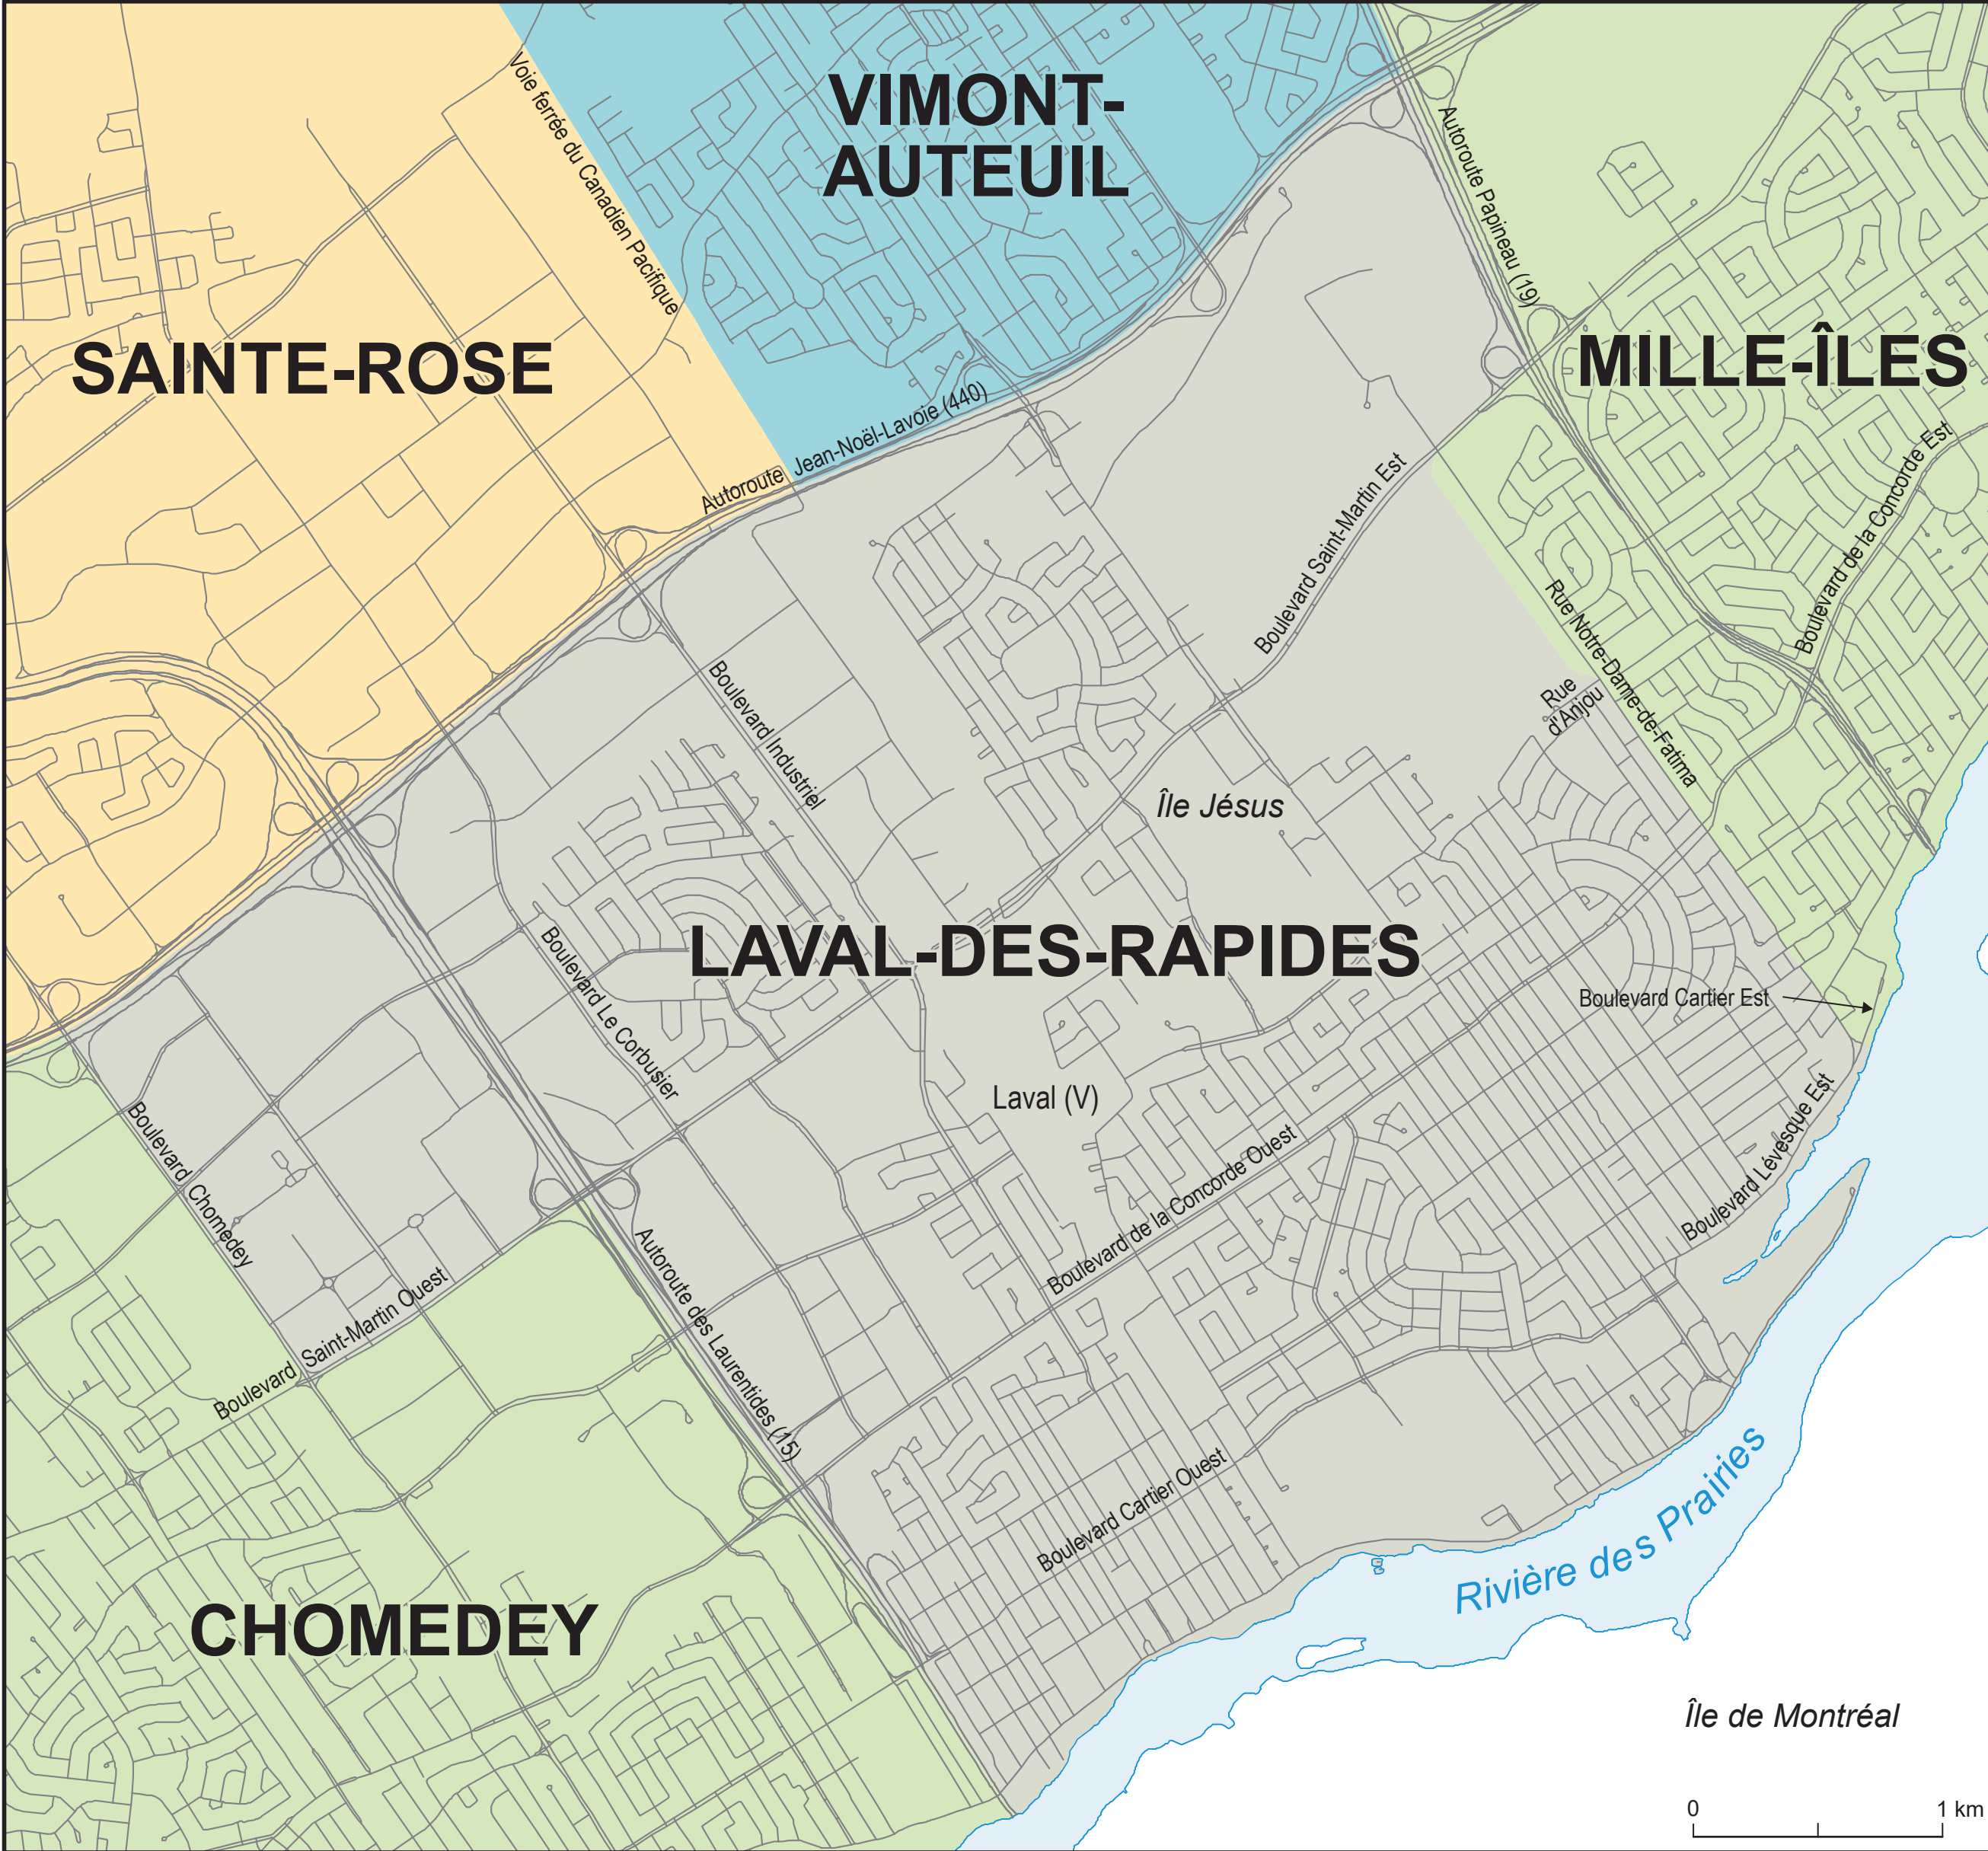 VIMONT-
AUTEUIL
Voie ferrée du Canadien Pacifique
Autoroute Papineau (19)
SAINTE-ROSE
MILLE-ÎLES
Autoroute Jean-Noël-Lavoie (440)
Boulevard Saint-Martin Est
Boulevard de la Concorde Est
Rue Notre-Dame-de-Fatima
Rue
d'Anjou
Boulevard Industriel
Île Jésus
LAVAL-DES-RAPIDES
Boulevard Le Corbusier
Boulevard Cartier Est
Laval (V)
Boulevard Chomedey
Boulevard de la Concorde Ouest
Boulevard Lévesque Est
Boulevard Saint-Martin Ouest
Autoroute des Laurentides (15)
Boulevard Cartier Ouest
Rivière des Prairies
CHOMEDEY
Île de Montréal
0 1 km